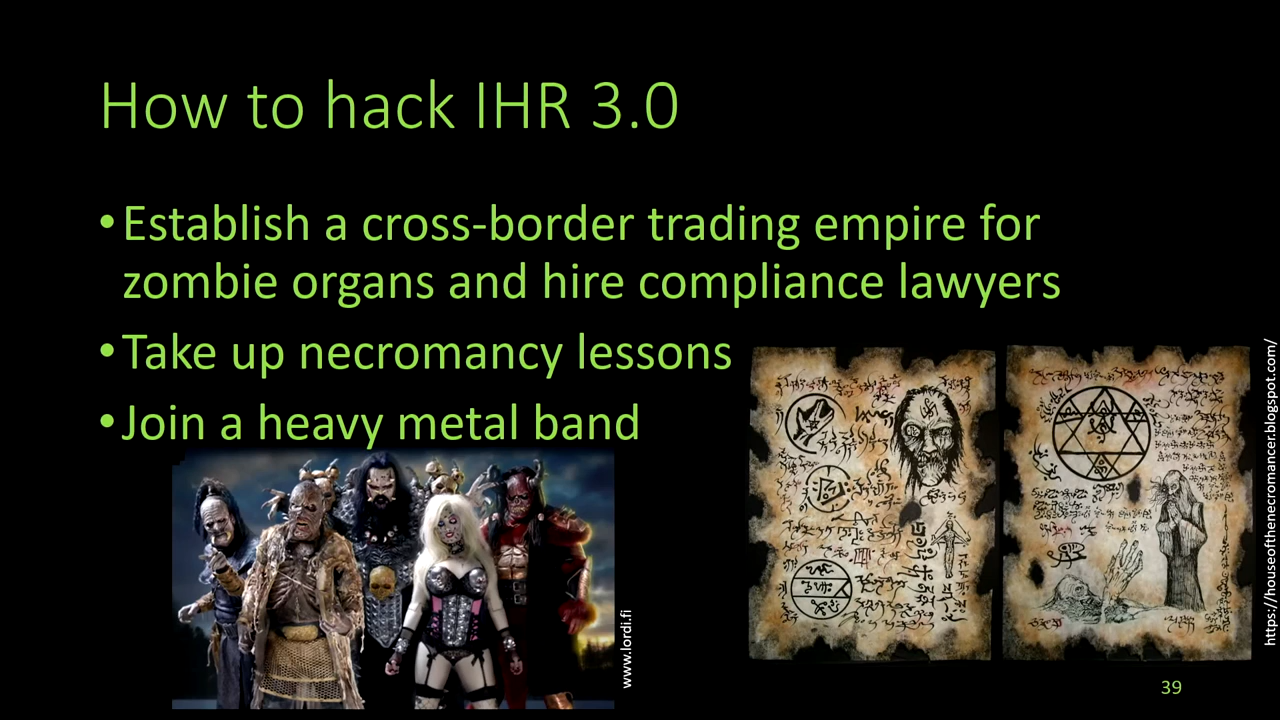 How to hack IHR 3.0
•Establish a cross-border trading empire for
zombie organs and hire compliance lawyers
•Take up necromancy lessons
•Join a heavy metal band
www.lordi.fi
https://houseofthenecromancer.blogspot.com/
39